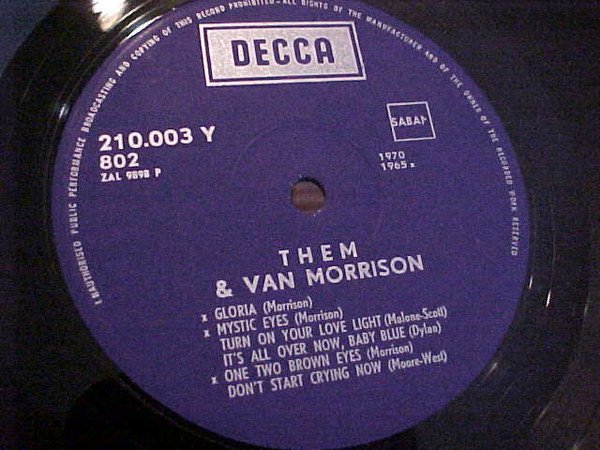 UNAUTHORISED PUBLIC PERFORMANCE BROADCASTING AND COPYING OF THIS RECORD PROHIBITED-ALL RIGHTS OF THE MANUFACTURER AND OF THE OWNER OF THE RECORDED WORK RESERVED
DECCA
210.003 Y
802
ZAL 9898 P
SABAM
1970
1965 x
THEM
& VAN MORRISON
x GLORIA (Morrison)
x MYSTIC EYES (Morrison)
TURN ON YOUR LOVE LIGHT (Malone-Scott)
IT'S ALL OVER NOW, BABY BLUE (Dylan)
x ONE TWO BROWN EYES (Morrison)
DON'T START CRYING NOW (Moore-West)